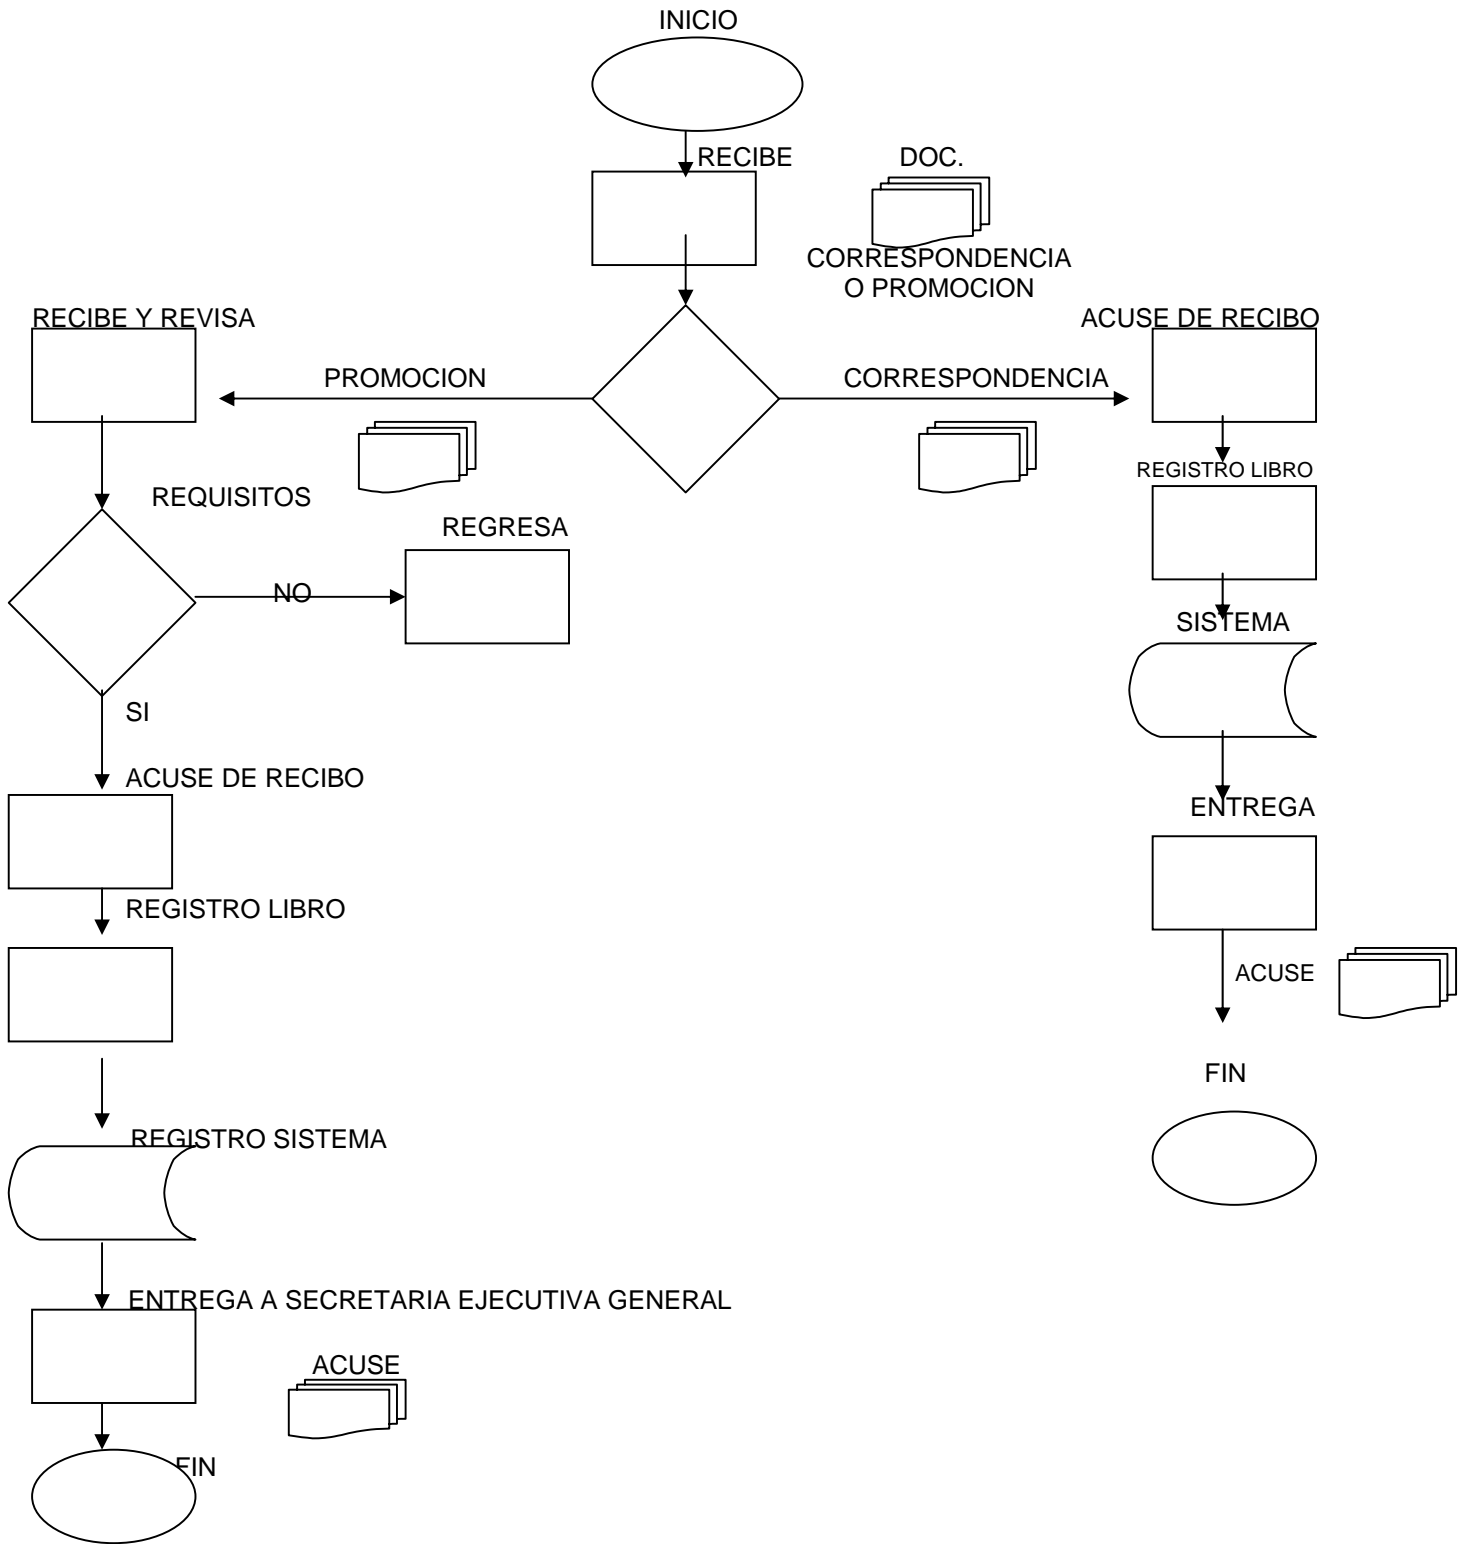 INICIO
RECIBE
DOC.
CORRESPONDENCIA
O PROMOCION
RECIBE Y REVISA
ACUSE DE RECIBO
PROMOCION
CORRESPONDENCIA
REGISTRO LIBRO
REQUISITOS
REGRESA
NO
SISTEMA
SI
ACUSE DE RECIBO
ENTREGA
REGISTRO LIBRO
ACUSE
FIN
REGISTRO SISTEMA
ENTREGA A SECRETARIA EJECUTIVA GENERAL
ACUSE
FIN